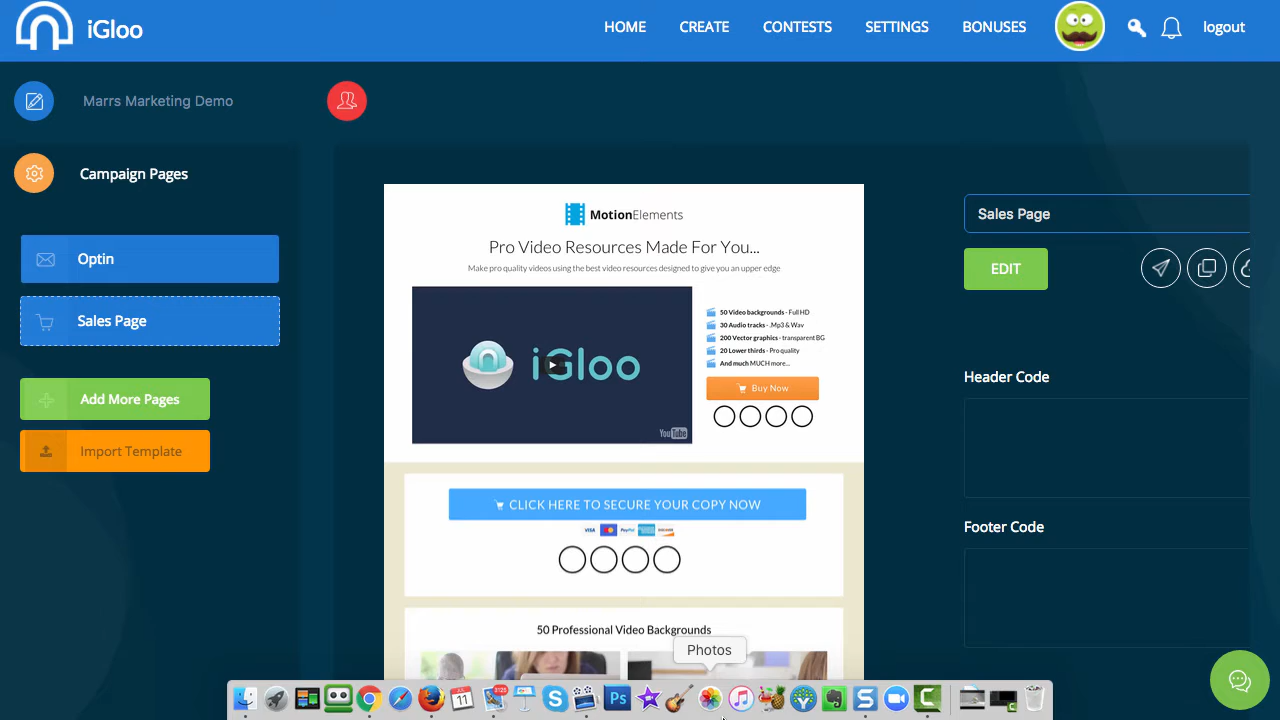 iGloo
HOME
CREATE
CONTESTS
SETTINGS
BONUSES
logout
Marrs Marketing Demo
Campaign Pages
Optin
Sales Page
Add More Pages
Import Template
MotionElements
Pro Video Resources Made For You...
Make pro quality videos using the best video resources designed to give you an upper edge
iGloo
YouTube
50 Video backgrounds - Full HD
30 Audio tracks - .Mp3 & Wav
200 Vector graphics - transparent BG
20 Lower thirds - Pro quality
And much MUCH more...
Buy Now
CLICK HERE TO SECURE YOUR COPY NOW
VISA
PayPal
50 Professional Video Backgrounds
Sales Page
EDIT
Header Code
Footer Code
Photos
11
Ps